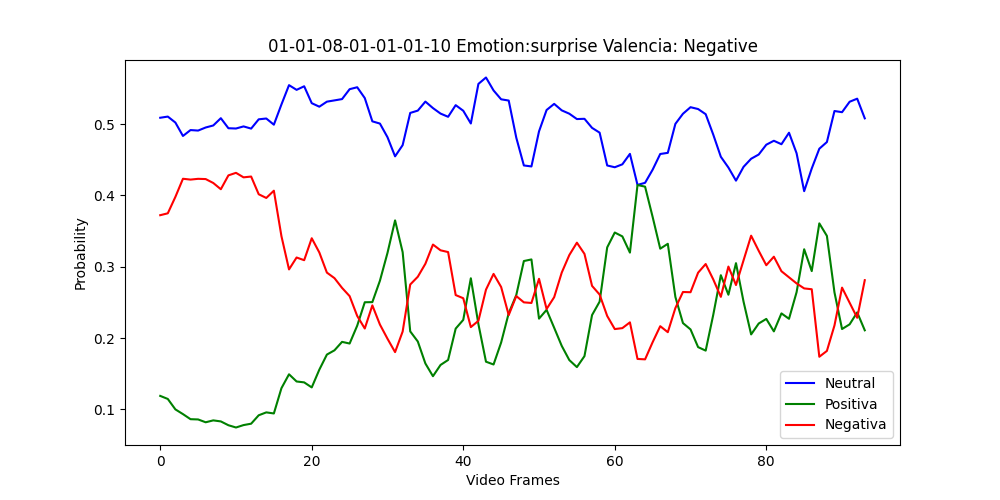 01-01-08-01-01-01-10 Emotion:surprise Valencia: Negative
Probability
0.5
0.4
0.3
0.2
0.1
Neutral
Positiva
Negativa
0 20 40 60 80
Video Frames